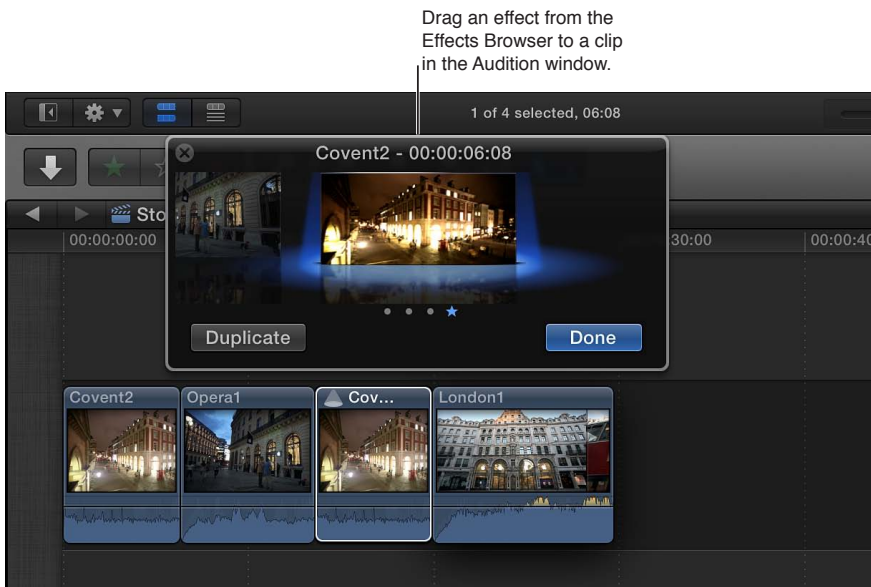 Drag an effect from the
Effects Browser to a clip
in the Audition window.
1 of 4 selected, 06:08
Covent2 - 00:00:06:08
Sto
00:00:00:00
:30:00
00:00:40
Duplicate
Done
Covent2
Opera1
Cov...
London1